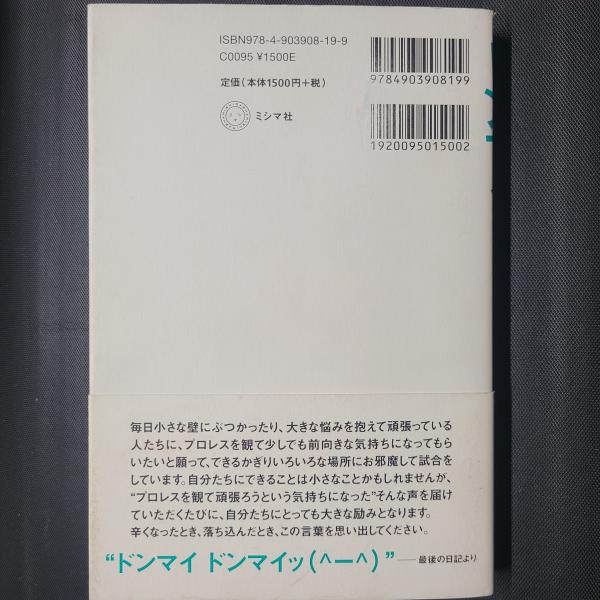 ISBN978-4-903908-19-9
C0095 ¥1500E
定価(本体1500円+税)
ミシマ社
9784903908199
1920095015002
毎日小さな壁にぶつかったり、大きな悩みを抱えて頑張っている
人たちに、プロレスを観て少しでも前向きな気持ちになってもら
いたいと願って、できるかぎりいろいろな場所にお邪魔して試合を
しています。自分たちにできることは小さなことかもしれませんが、
“プロレスを観て頑張ろうという気持ちになった”そんな声を届け
ていただくたびに、自分たちにとっても大きな励みとなります。
辛くなったとき、落ち込んだとき、この言葉を思い出してください。
“ドンマイ ドンマイッ(^ー^)”
──最後の日記より